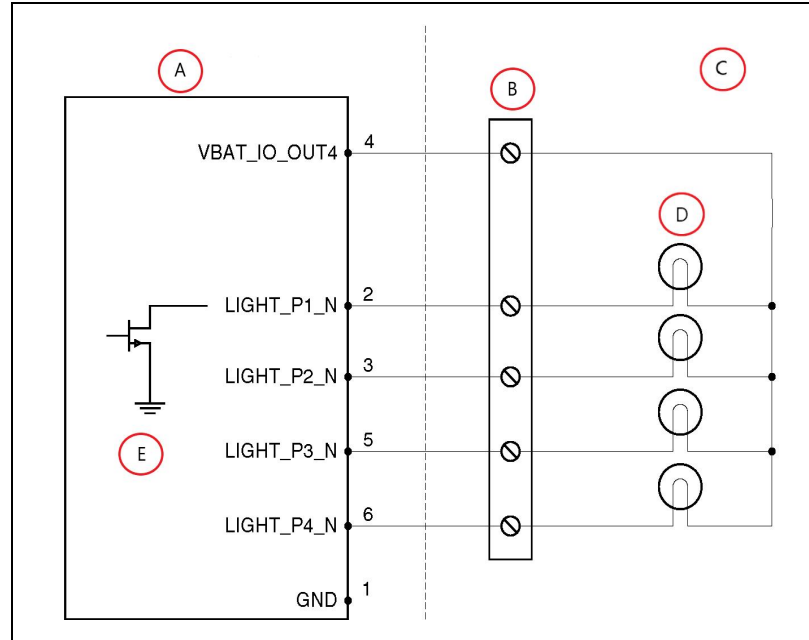 A
B
C
VBAT_IO_OUT4
4
D
LIGHT_P1_N
2
LIGHT_P2_N
3
E
LIGHT_P3_N
5
LIGHT_P4_N
6
GND
1